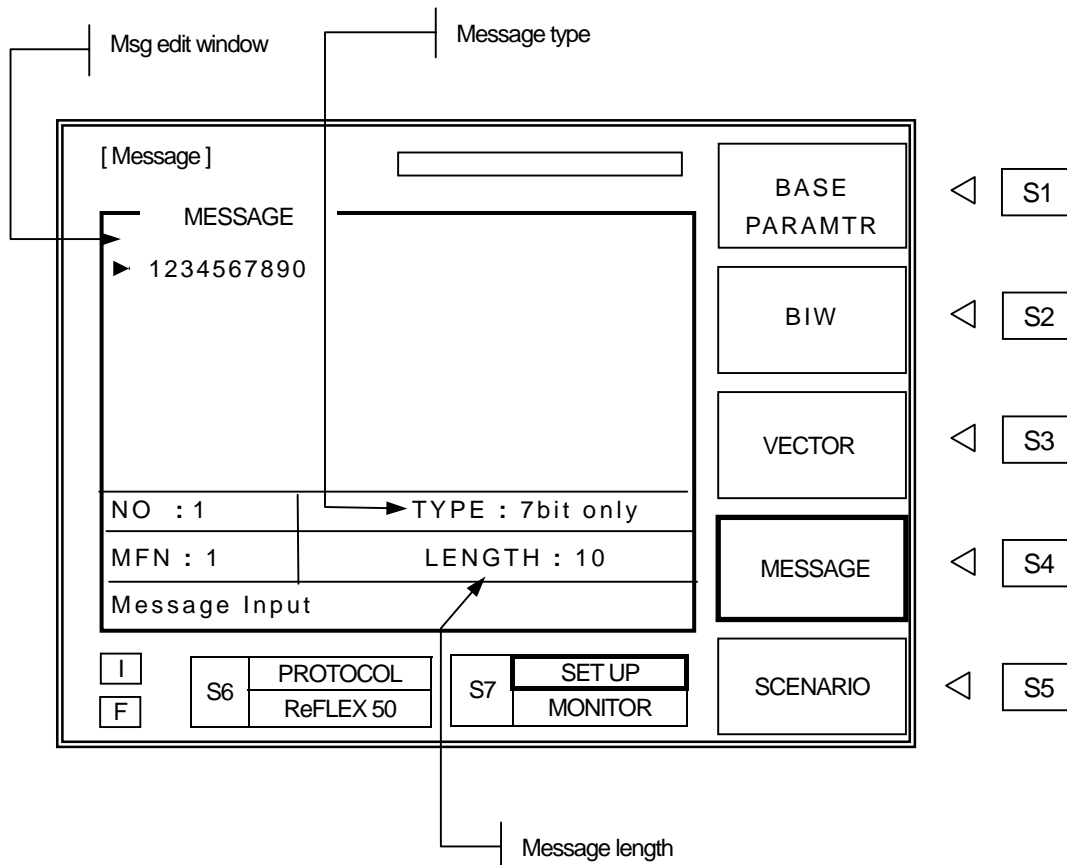 Msg edit window
Message type
[ Message ]
MESSAGE
► 1234567890
NO : 1
TYPE : 7bit only
MFN : 1
LENGTH : 10
Message Input
I
F
S6
PROTOCOL
ReFLEX 50
S7
SET UP
MONITOR
BASE
PARAMTR
S1
BIW
S2
VECTOR
S3
MESSAGE
S4
SCENARIO
S5
Message length